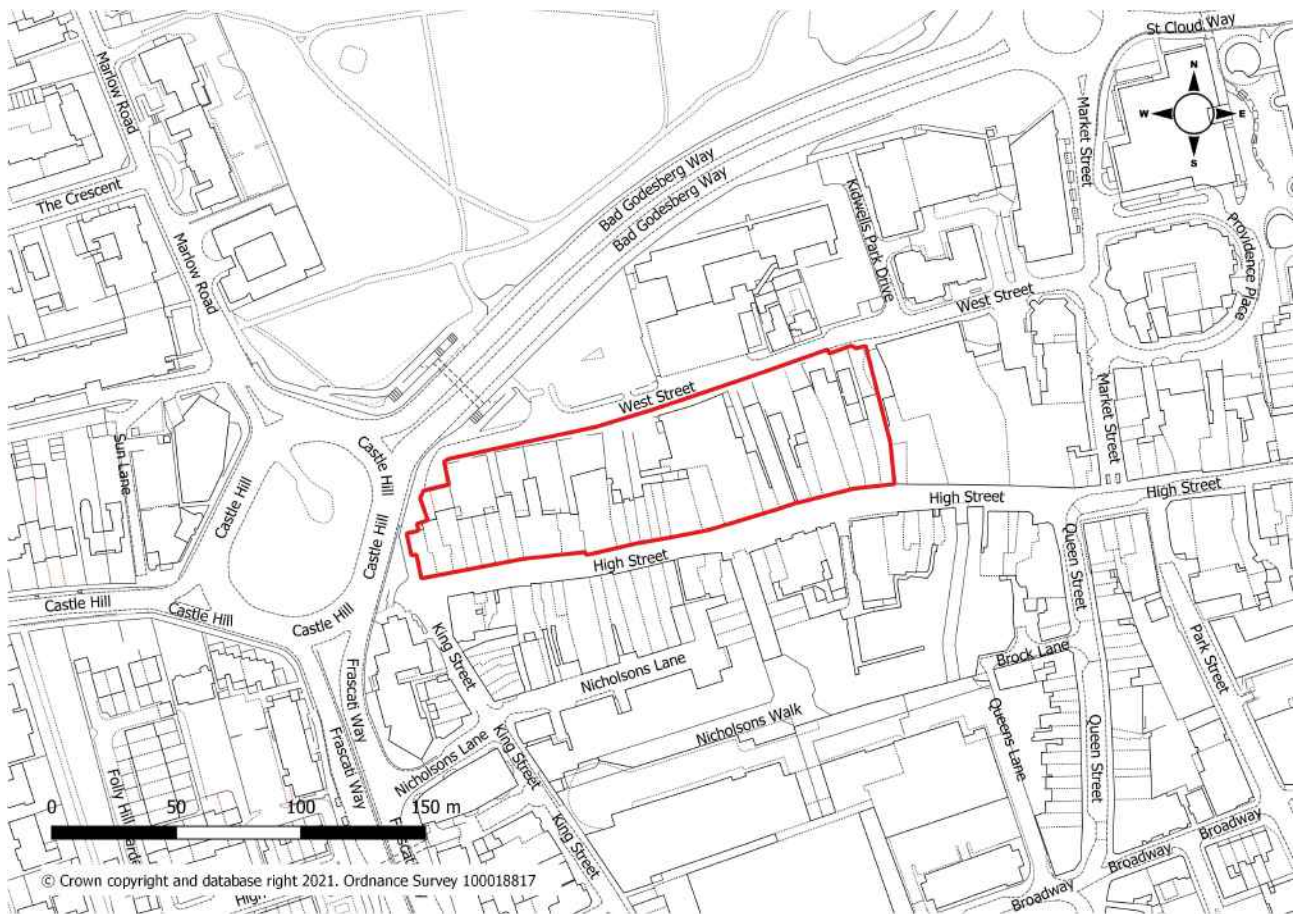 St Cloud Way
Marlow Road
N
W
E
S
Market Street
The Crescent
Bad Godesberg Way
Bad Godesberg Way
Kidwells Park Drive
Providence Place
Marlow Road
West Street
West Street
Market Street
Sun Lane
Castle Hill
Castle Hill
High Street
High Street
Castle Hill
High Street
Queen Street
Castle Hill
Castle Hill
Castle Hill
King Street
Park Street
Brock Lane
Nicholsons Lane
Frascati Way
Nicholsons Walk
Queens Lane
Queen Street
Frascati Way
Nicholsons Lane
King Street
Folly Hill
0 50 100 150 m
King Street
Broadway
Broadway
Broadway
© Crown copyright and database right 2021. Ordnance Survey 100018817